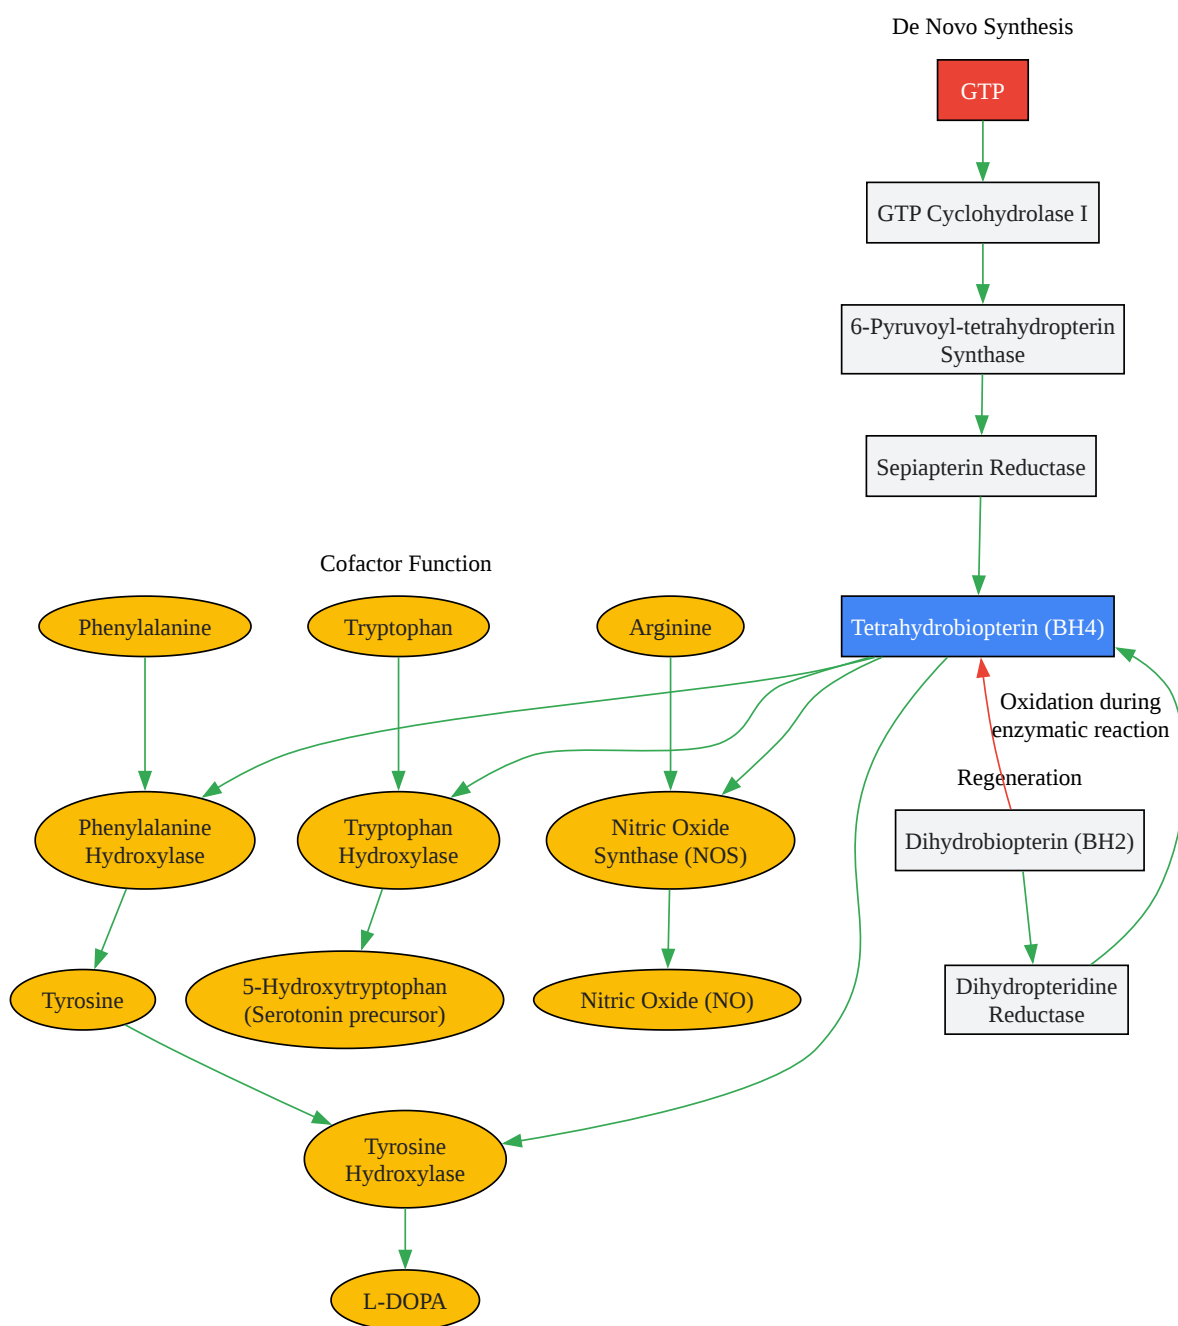 De Novo Synthesis
GTP
GTP Cyclohydrolase I
6-Pyruvoyl-tetrahydropterin
Synthase
Sepiapterin Reductase
Cofactor Function
Phenylalanine
Tryptophan
Arginine
Tetrahydrobiopterin (BH4)
Oxidation during
enzymatic reaction
Regeneration
Phenylalanine
Hydroxylase
Tryptophan
Hydroxylase
Nitric Oxide
Synthase (NOS)
Dihydrobiopterin (BH2)
Tyrosine
5-Hydroxytryptophan
(Serotonin precursor)
Nitric Oxide (NO)
Dihydropteridine
Reductase
Tyrosine
Hydroxylase
L-DOPA